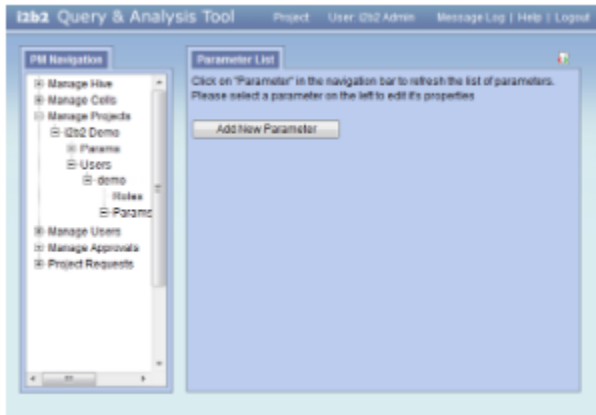 i2b2 Query & Analysis Tool Project User: i2b2 Admin Message Log | Help | Logout
PM Navigation
Manage Hive
Manage Cells
Manage Projects
i2b2 Demo
Params
Users
demo
Roles
Params
Manage Users
Manage Approvals
Project Requests
Parameter List
Click on "Parameter" in the navigation bar to refresh the list of parameters.
Please select a parameter on the left to edit it's properties
Add New Parameter